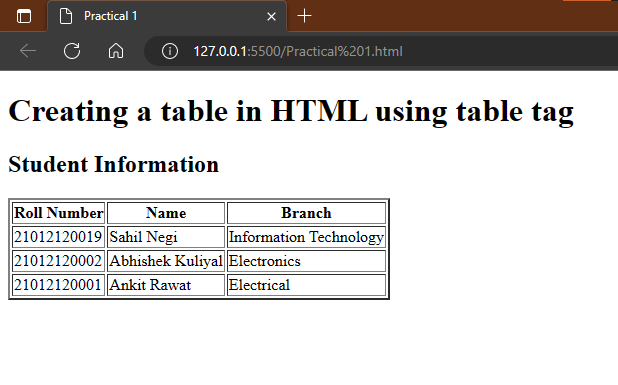 Practical 1
127.0.0.1:5500/Practical%201.html
Creating a table in HTML using table tag
Student Information
Roll Number Name Branch
21012120019 Sahil Negi Information Technology
21012120002 Abhishek Kuliyal Electronics
21012120001 Ankit Rawat Electrical